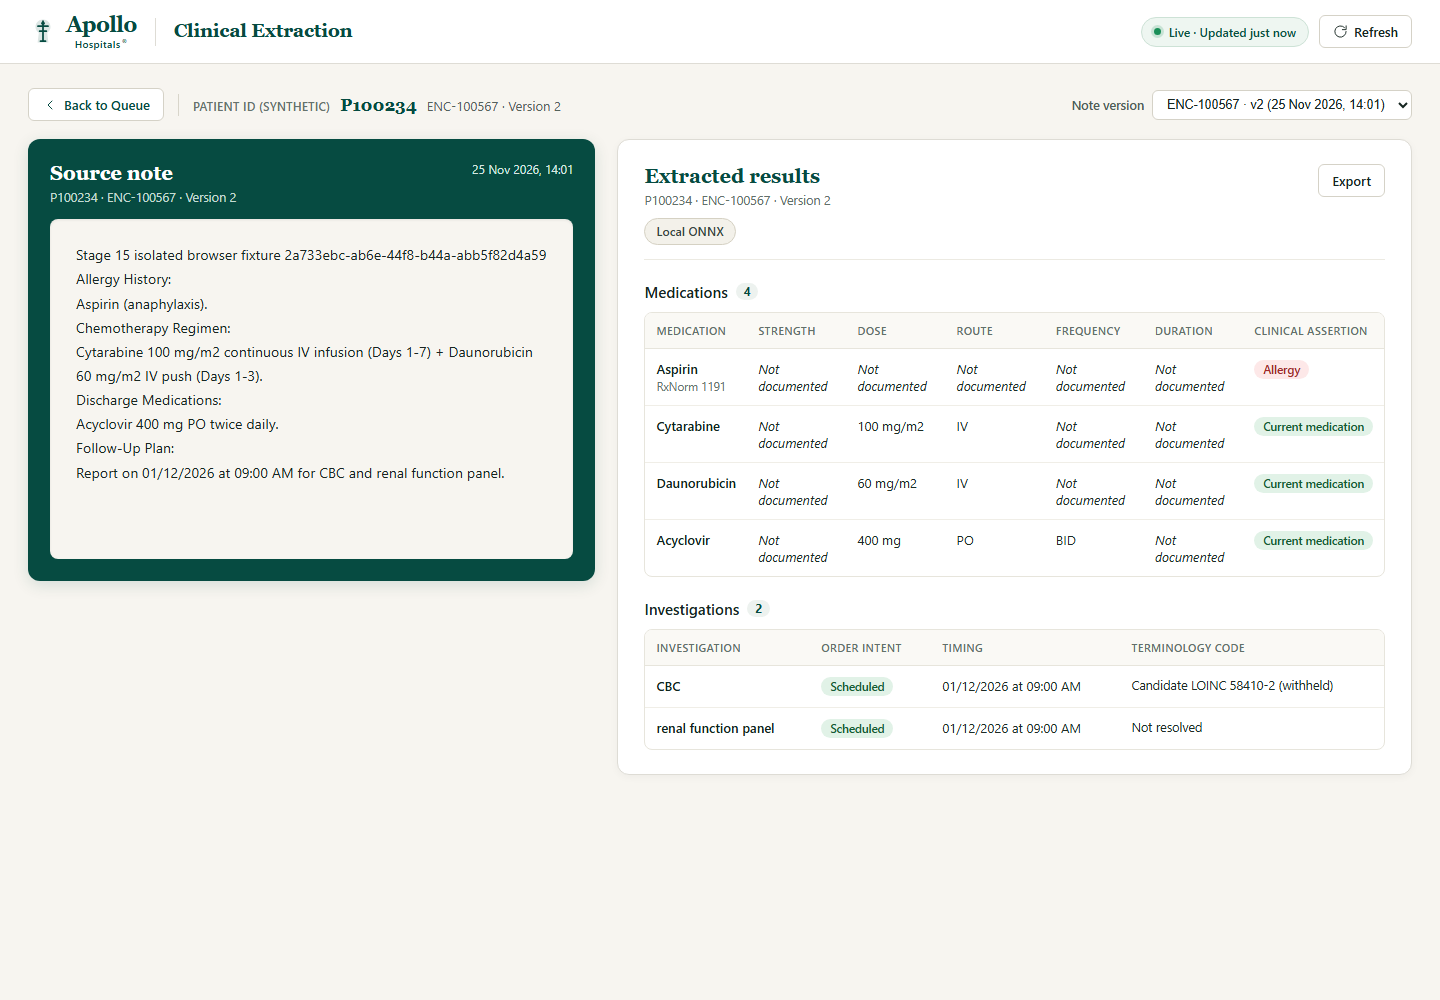 Apollo
Hospitals®
Clinical Extraction
Live · Updated just now
Refresh
Back to Queue
PATIENT ID (SYNTHETIC) P100234 ENC-100567 · Version 2
Note version
ENC-100567 · v2 (25 Nov 2026, 14:01)
Source note
25 Nov 2026, 14:01
P100234 · ENC-100567 · Version 2
Stage 15 isolated browser fixture 2a733ebc-ab6e-44f8-b44a-abb5f82d4a59
Allergy History:
Aspirin (anaphylaxis).
Chemotherapy Regimen:
Cytarabine 100 mg/m2 continuous IV infusion (Days 1-7) + Daunorubicin
60 mg/m2 IV push (Days 1-3).
Discharge Medications:
Acyclovir 400 mg PO twice daily.
Follow-Up Plan:
Report on 01/12/2026 at 09:00 AM for CBC and renal function panel.
Extracted results
P100234 · ENC-100567 · Version 2
Export
Local ONNX
Medications 4
MEDICATION STRENGTH DOSE ROUTE FREQUENCY DURATION CLINICAL ASSERTION
Aspirin Not Not Not Not Not Allergy
RxNorm 1191 documented documented documented documented documented
Cytarabine Not 100 mg/m2 IV Not Not Current medication
documented documented documented
Daunorubicin Not 60 mg/m2 IV Not Not Current medication
documented documented documented
Acyclovir Not 400 mg PO BID Not Current medication
documented documented
Investigations 2
INVESTIGATION ORDER INTENT TIMING TERMINOLOGY CODE
CBC Scheduled 01/12/2026 at 09:00 AM Candidate LOINC 58410-2 (withheld)
renal function panel Scheduled 01/12/2026 at 09:00 AM Not resolved